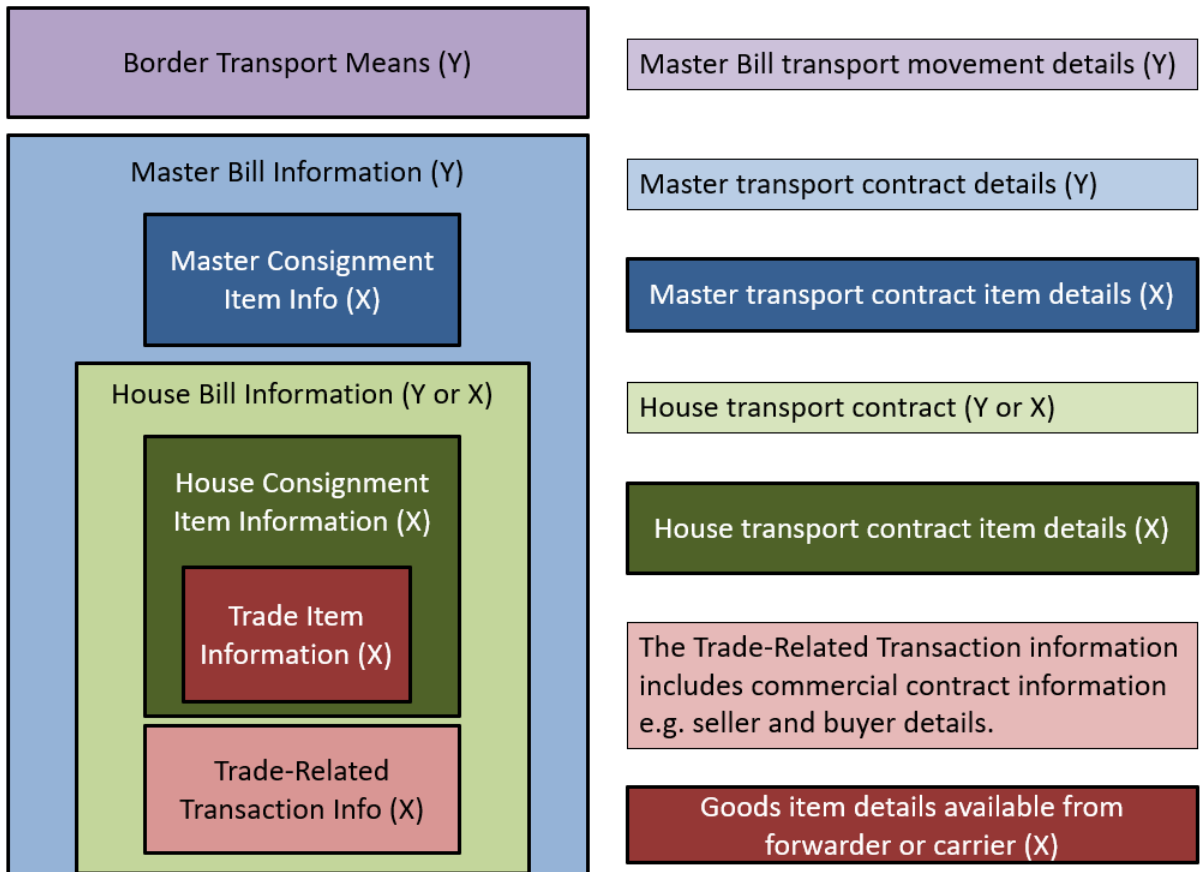 Border Transport Means (Y)
Master Bill Information (Y)
Master Consignment
Item Info (X)
House Bill Information (Y or X)
House Consignment
Item Information (X)
Trade Item
Information (X)
Trade-Related
Transaction Info (X)
Master Bill transport movement details (Y)
Master transport contract details (Y)
Master transport contract item details (X)
House transport contract (Y or X)
House transport contract item details (X)
The Trade-Related Transaction information
includes commercial contract information
e.g. seller and buyer details.
Goods item details available from
forwarder or carrier (X)